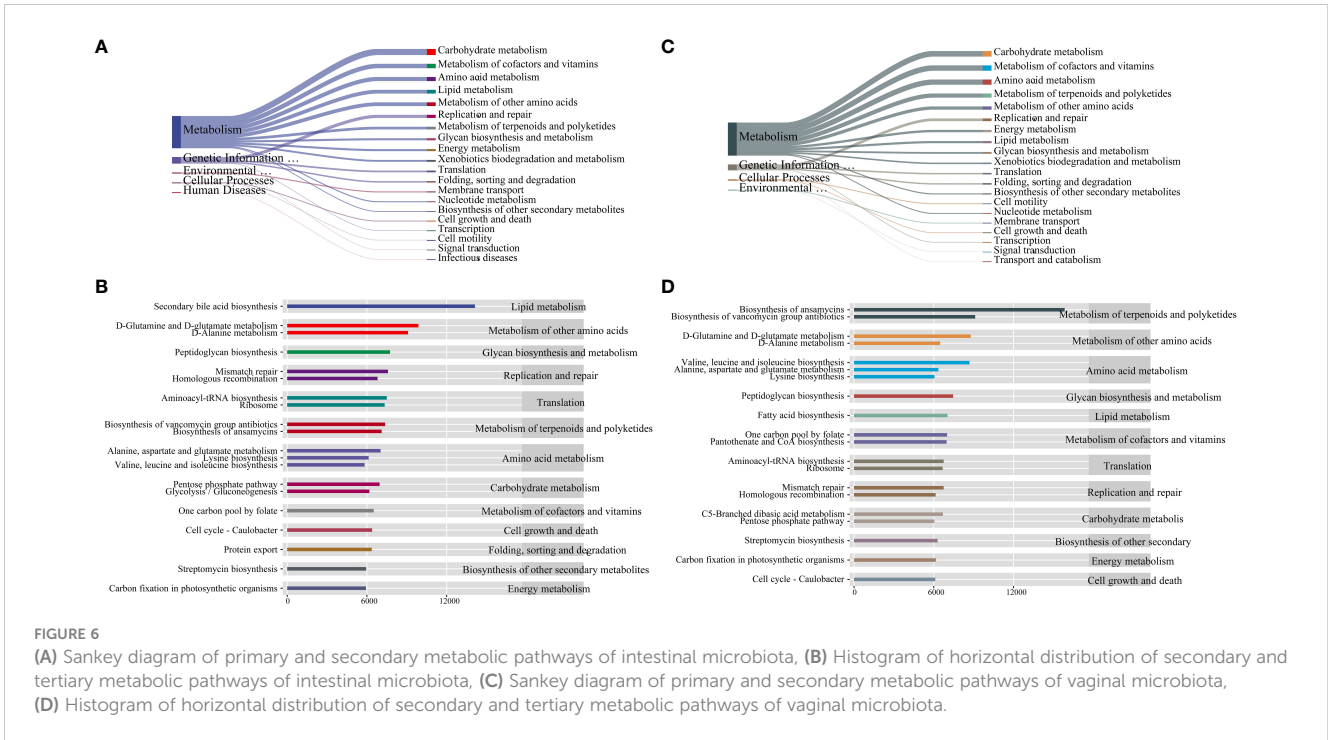 A
Carbohydrate metabolism
Metabolism of cofactors and vitamins
Amino acid metabolism
Lipid metabolism
Metabolism of other amino acids
Replication and repair
Metabolism of terpenoids and polyketides
Glycan biosynthesis and metabolism
Energy metabolism
Xenobiotics biodegradation and metabolism
Translation
Folding, sorting and degradation
Membrane transport
Nucleotide metabolism
Biosynthesis of other secondary metebolites
Cell growth and death
Transcription
Cell motility
Signal transduction
Infectious diseases
Metabolism
Genetic Information ...
Environmental ...
Cellular Processes
Human Diseases
C
Carbohydrate metabolism
Metabolism of cofactors and vitamins
Amino acid metabolism
Metabolism of terpenoids and polyketides
Metabolism of other amino acids
Replication and repair
Energy metabolism
Lipid metabolism
Glycan biosynthesis and metabolism
Xenobiotics biodegradation and metabolism
Translation
Folding, sorting and degradation
Biosynthesis of other secondary metebolites
Cell motility
Nucleotide metabolism
Membrane transport
Cell growth and death
Transcription
Signal transduction
Transport and catabolism
Metabolism
Genetic Information ...
Cellular Processes
Environmental ...
B
Secondary bile acid biosynthesis
Lipid metabolism
D-Glutamine and D-glutamate metabolism
D-Alanine metabolism
Metabolism of other amino acids
Peptidoglycan biosynthesis
Glycan biosynthesis and metabolism
Mismatch repair
Homologous recombination
Replication and repair
Aminoacyl-tRNA biosynthesis
Ribosome
Translation
Biosynthesis of vancomycin group antibiotics
Biosynthesis of ansamycins
Metabolism of terpenoids and polyketides
Alanine, aspartate and glutamate metabolism
Lysine biosynthesis
Valine, leucine and isoleucine biosynthesis
Amino acid metabolism
Pentose phosphate pathway
Glycolysis / Gluconeogenesis
Carbohydrate metabolism
One carbon pool by folate
Metabolism of cofactors and vitamins
Cell cycle - Caulobacter
Cell growth and death
Protein export
Folding, sorting and degradation
Streptomycin biosynthesis
Biosynthesis of other secondary metabolites
Carbon fixation in photosynthetic organisms
Energy metabolism
0 6000 12000
D
Biosynthesis of ansamycins
Biosynthesis of vancomycin group antibiotics
Metabolism of terpenoids and polyketides
D-Glutamine and D-glutamate metabolism
D-Alanine metabolism
Metabolism of other amino acids
Valine, leucine and isoleucine biosynthesis
Alanine, aspartate and glutamate metabolism
Lysine biosynthesis
Amino acid metabolism
Peptidoglycan biosynthesis
Glycan biosynthesis and metabolism
Fatty acid biosynthesis
Lipid metabolism
One carbon pool by folate
Pantothenate and CoA biosynthesis
Metabolism of cofactors and vitamins
Aminoacyl-tRNA biosynthesis
Ribosome
Translation
Mismatch repair
Homologous recombination
Replication and repair
C5-Branched dibasic acid metabolism
Pentose phosphate pathway
Carbohydrate metabolis
Streptomycin biosynthesis
Biosynthesis of other secondary
Carbon fixation in photosynthetic organisms
Energy metabolism
Cell cycle - Caulobacter
Cell growth and death
0 6000 12000
FIGURE 6
(A) Sankey diagram of primary and secondary metabolic pathways of intestinal microbiota, (B) Histogram of horizontal distribution of secondary and
tertiary metabolic pathways of intestinal microbiota, (C) Sankey diagram of primary and secondary metabolic pathways of vaginal microbiota,
(D) Histogram of horizontal distribution of secondary and tertiary metabolic pathways of vaginal microbiota.